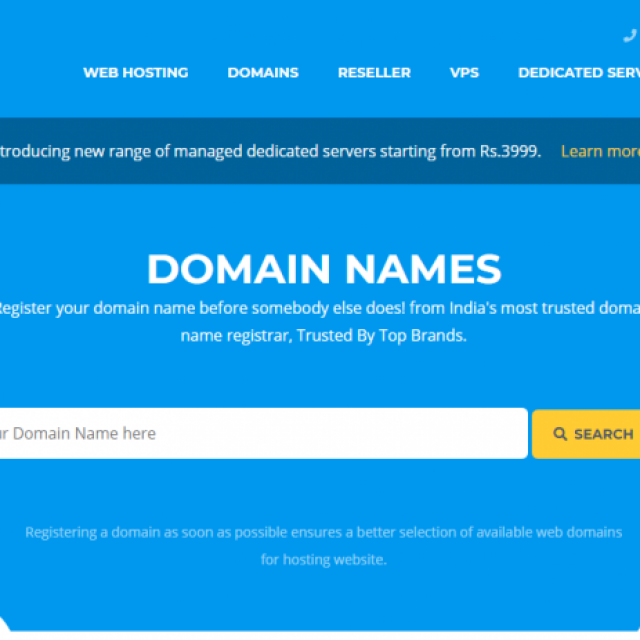 WEB HOSTING DOMAINS RESELLER VPS DEDICATED SERV
troducing new range of managed dedicated servers starting from Rs.3999. Learn more
DOMAIN NAMES
Register your domain name before somebody else does! from India's most trusted doma
name registrar, Trusted By Top Brands.
ur Domain Name here SEARCH
Registering a domain as soon as possible ensures a better selection of available web domains
for hosting website.